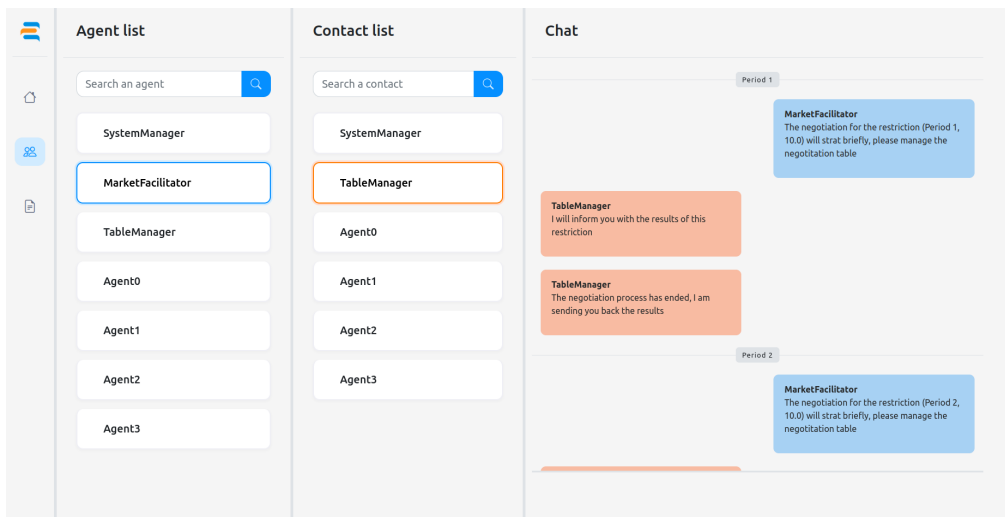 Agent list
Search an agent
SystemManager
MarketFacilitator
TableManager
Agent0
Agent1
Agent2
Agent3
Contact list
Search a contact
SystemManager
TableManager
Agent0
Agent1
Agent2
Agent3
Chat
Period 1
MarketFacilitator
The negotiation for the restriction (Period 1,
10.0) will strat briefly, please manage the
negotitation table
TableManager
I will inform you with the results of this
restriction
TableManager
The negotiation process has ended, I am
sending you back the results
Period 2
MarketFacilitator
The negotiation for the restriction (Period 2,
10.0) will strat briefly, please manage the
negotitation table